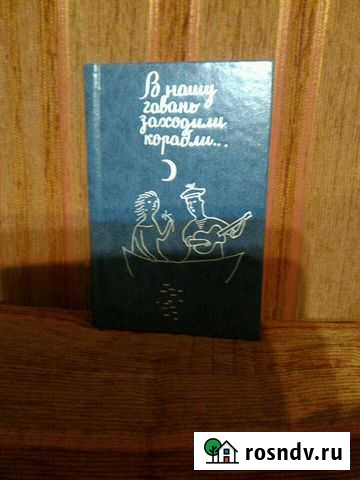 В нашу
гавань
заходили
корабли...
rosndv.ru